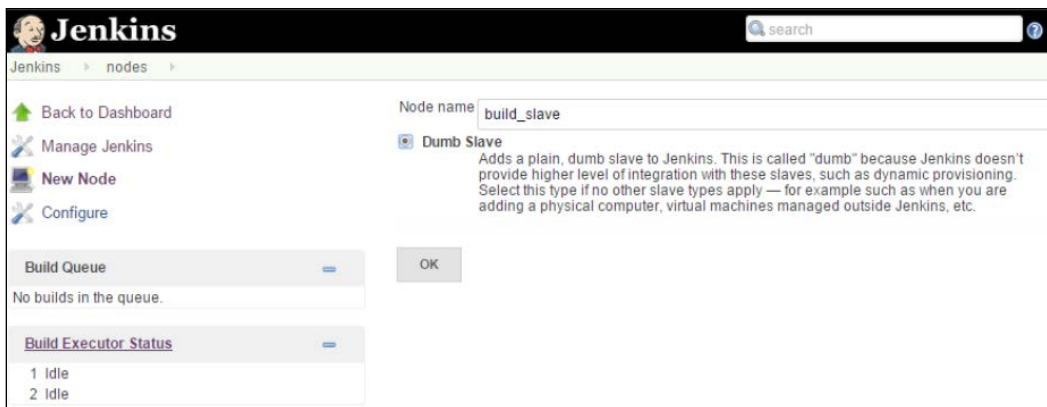 Jenkins
search
Jenkins nodes
Back to Dashboard
Manage Jenkins
New Node
Configure
Build Queue
No builds in the queue.
Build Executor Status
1 Idle
2 Idle
Node name build_slave
Dumb Slave
Adds a plain, dumb slave to Jenkins. This is called "dumb" because Jenkins doesn't
provide higher level of integration with these slaves, such as dynamic provisioning.
Select this type if no other slave types apply — for example such as when you are
adding a physical computer, virtual machines managed outside Jenkins, etc.
OK